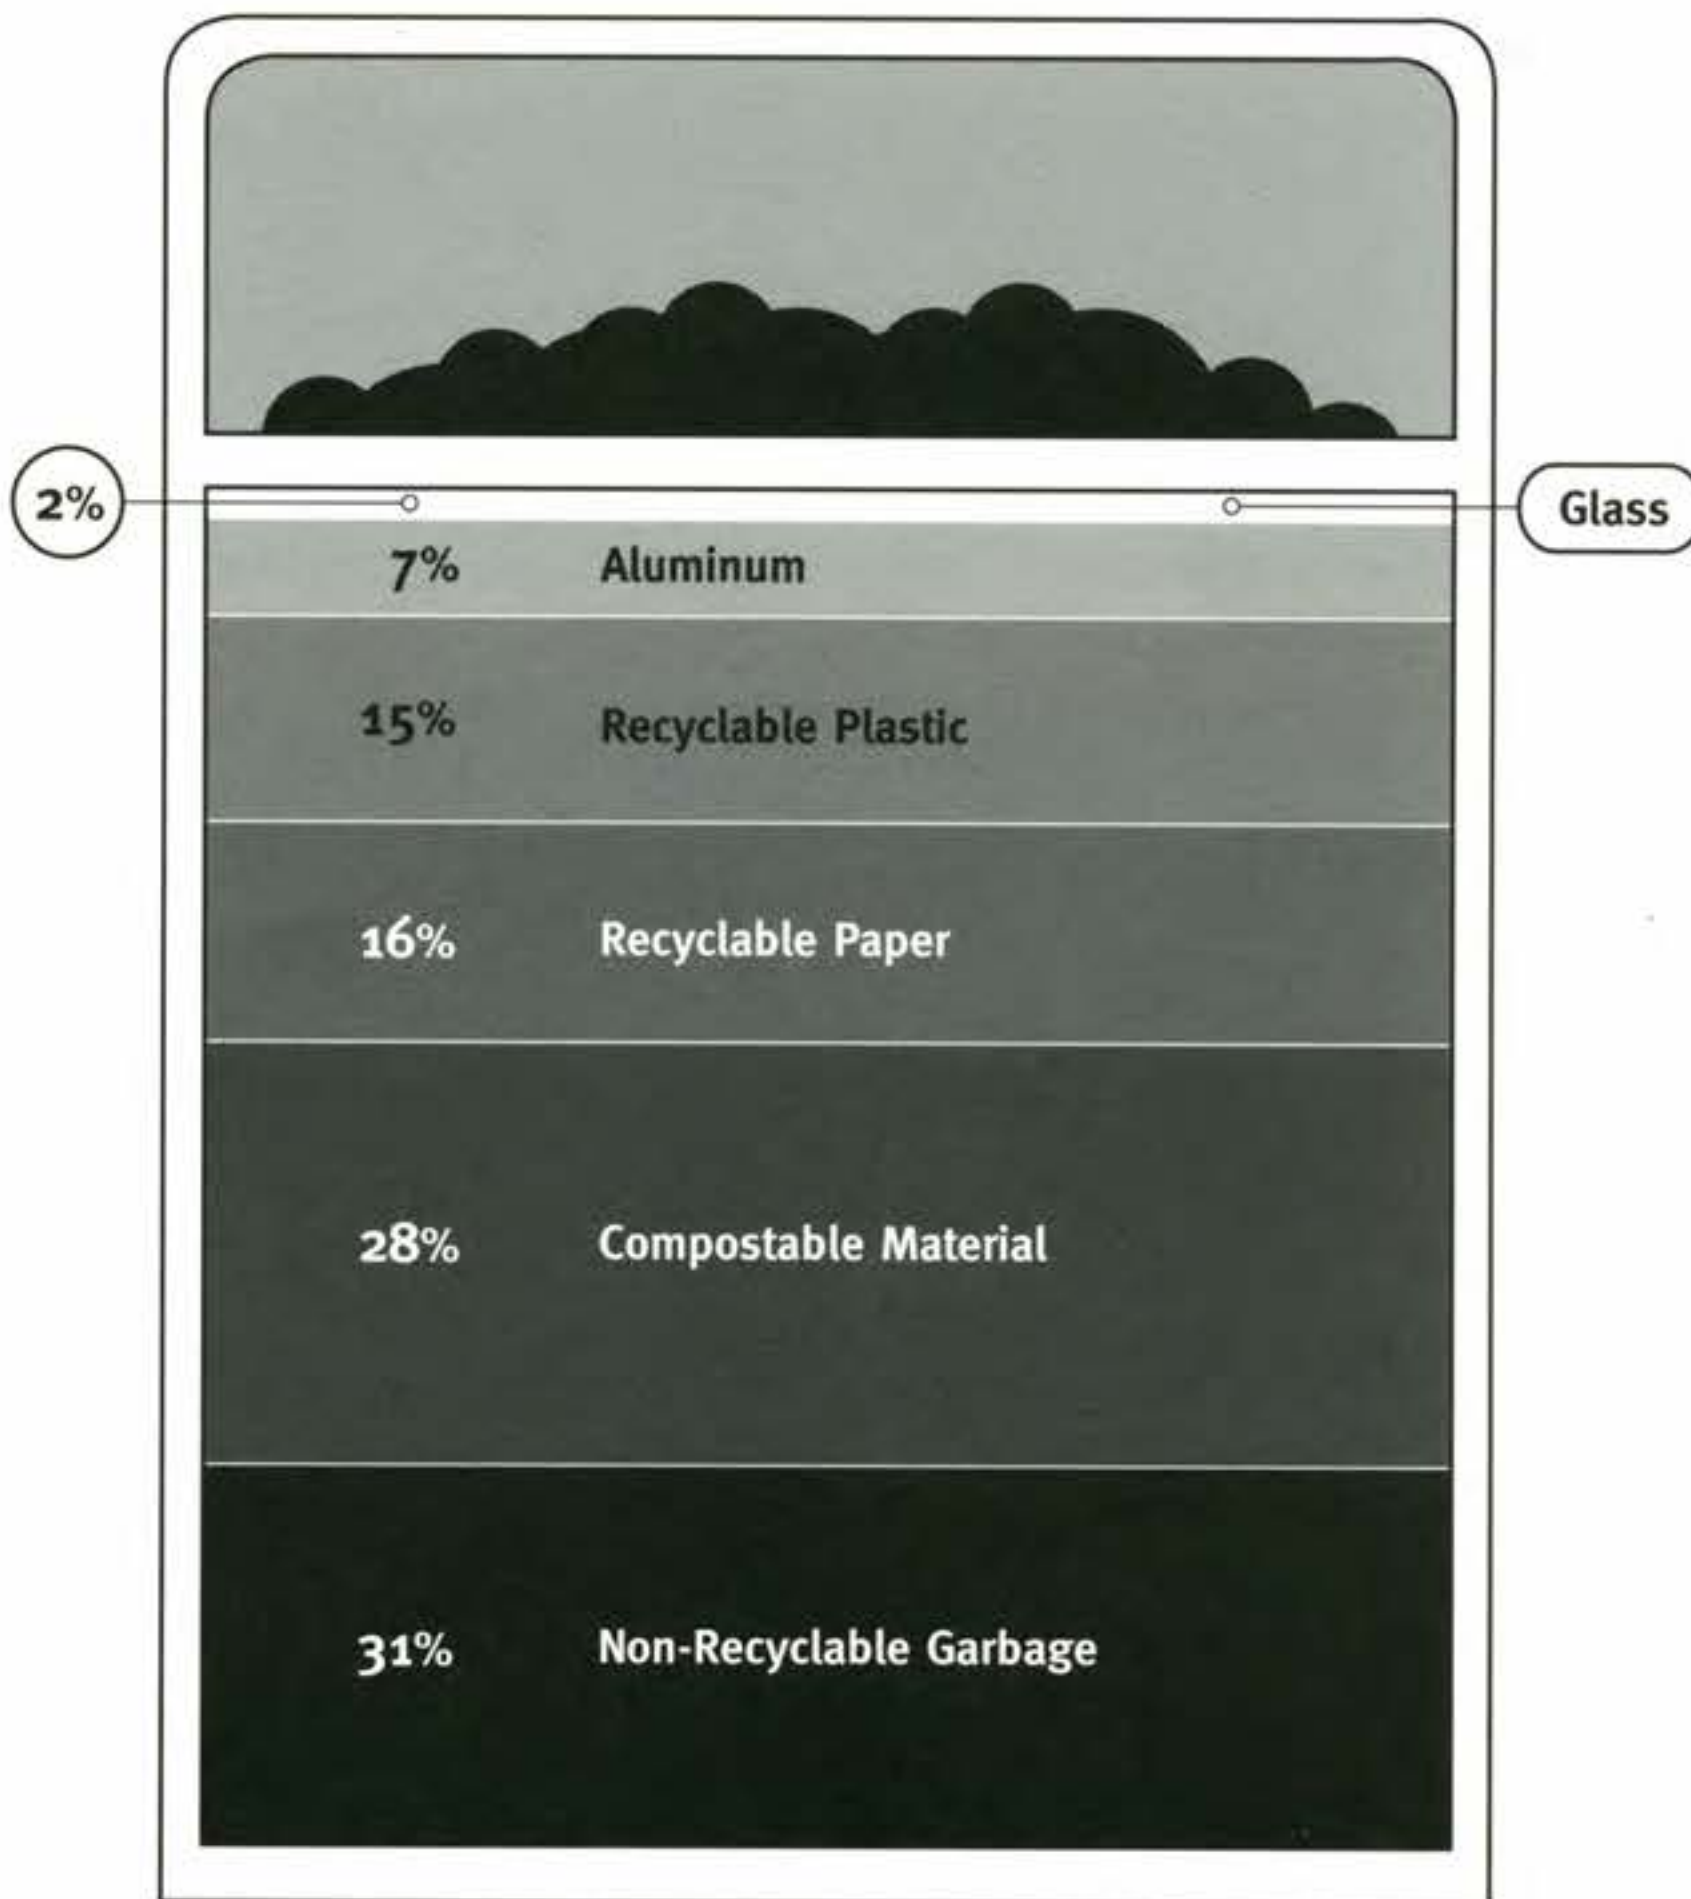 2% Glass
7% Aluminum
15% Recyclable Plastic
16% Recyclable Paper
28% Compostable Material
31% Non-Recyclable Garbage